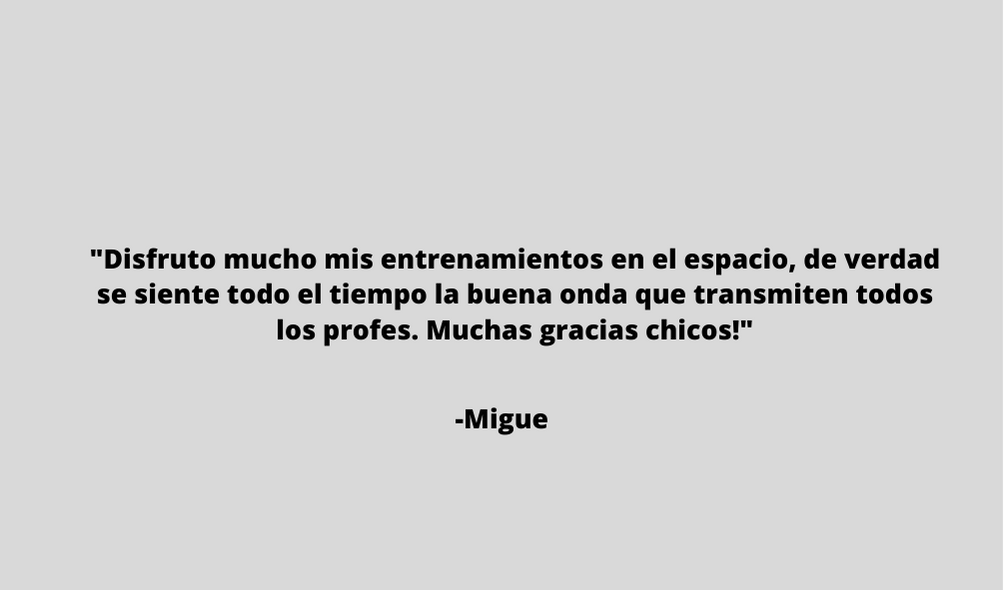 "Disfruto mucho mis entrenamientos en el espacio, de verdad
se siente todo el tiempo la buena onda que transmiten todos
los profes. Muchas gracias chicos!"
-Migue